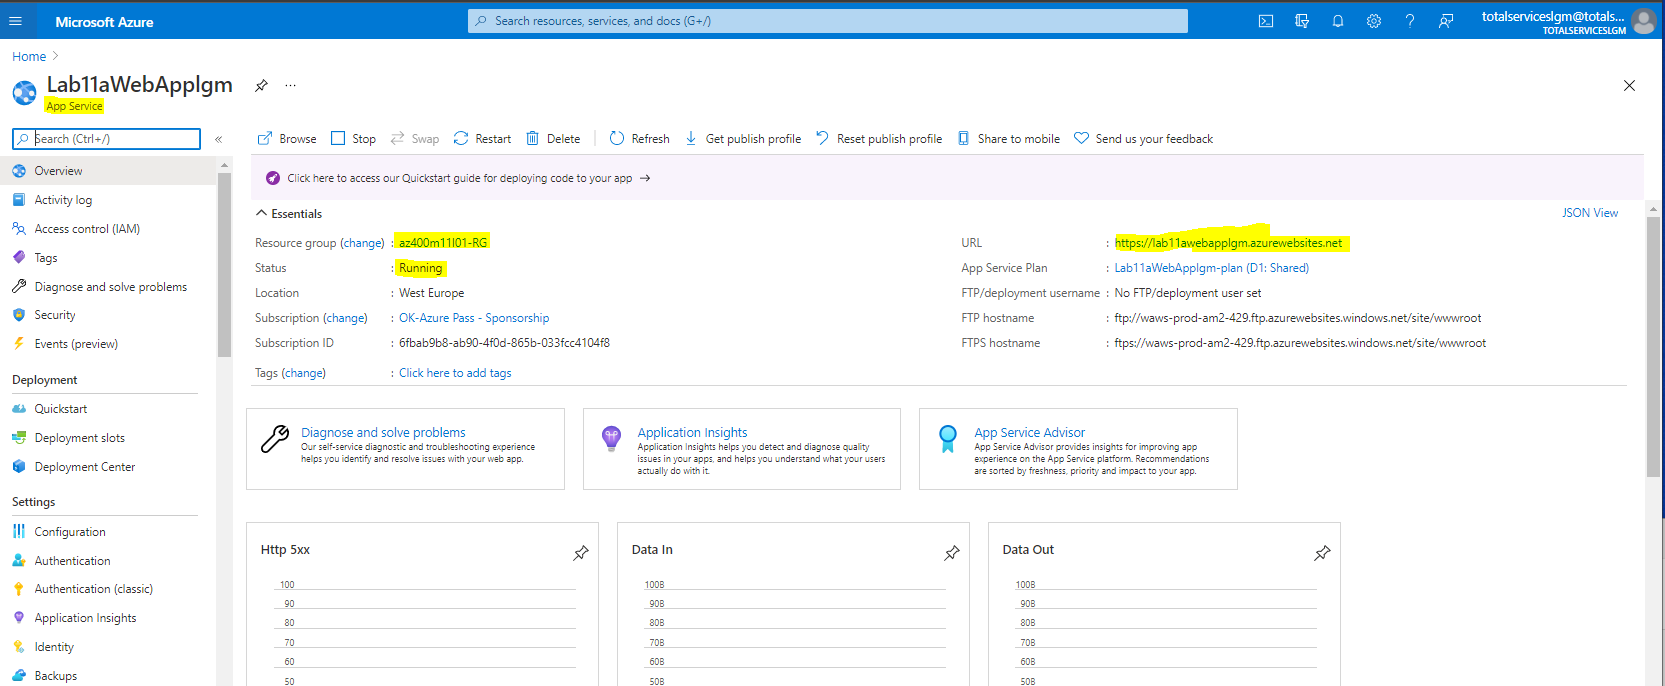 Microsoft Azure
Search resources, services, and docs (G+/)
totalserviceslgm@totals...
TOTALSERVICESLGM
Home
Lab11aWebApplgm
...
App Service
Search (Ctrl+/)
«
Browse
Stop
Swap
Restart
Delete
Refresh
Get publish profile
Reset publish profile
Share to mobile
Send us your feedback
Click here to access our Quickstart guide for deploying code to your app →
Overview
Activity log
Access control (IAM)
Tags
Diagnose and solve problems
Security
Events (preview)
Deployment
Quickstart
Deployment slots
Deployment Center
Settings
Configuration
Authentication
Authentication (classic)
Application Insights
Identity
Backups
Essentials
JSON View
Resource group (change) : az400m11l01-RG
Status : Running
Location : West Europe
Subscription (change) : OK-Azure Pass - Sponsorship
Subscription ID : 6fbab9b8-ab90-4f0d-865b-033fcc4104f8
Tags (change) : Click here to add tags
URL : https://lab11awebapplgm.azurewebsites.net
App Service Plan : Lab11aWebApplgm-plan (D1: Shared)
FTP/deployment username : No FTP/deployment user set
FTP hostname : ftp://waws-prod-am2-429.ftp.azurewebsites.windows.net/site/wwwroot
FTPS hostname : ftps://waws-prod-am2-429.ftp.azurewebsites.windows.net/site/wwwroot
Diagnose and solve problems
Our self-service diagnostic and troubleshooting experience
helps you identify and resolve issues with your web app.
Application Insights
Application Insights helps you detect and diagnose quality
issues in your apps, and helps you understand what your users
actually do with it.
App Service Advisor
App Service Advisor provides insights for improving app
experience on the App Service platform. Recommendations
are sorted by freshness, priority and impact to your app.
Http 5xx
100
90
80
70
60
50
Data In
100B
90B
80B
70B
60B
50B
Data Out
100B
90B
80B
70B
60B
50B